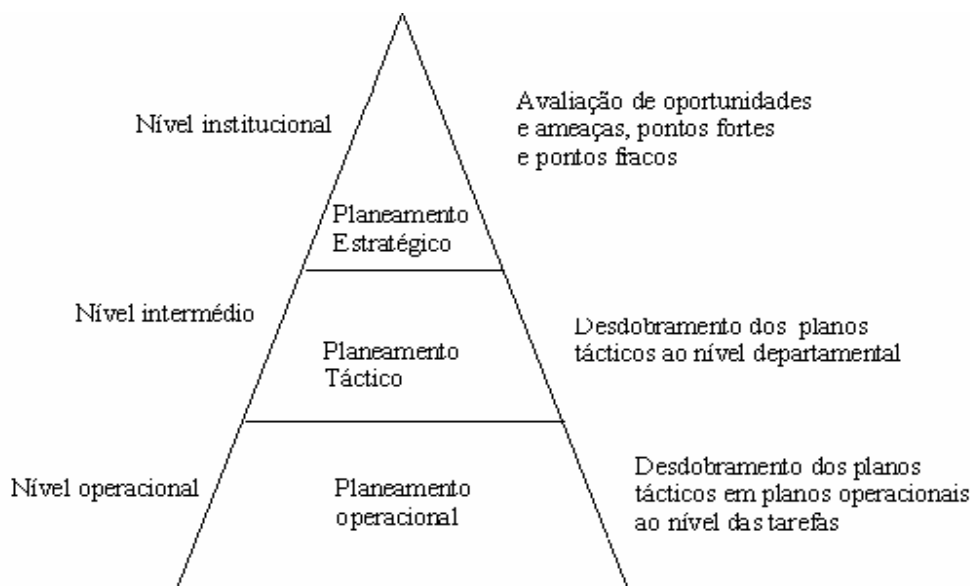 Nível institucional
Avaliação de oportunidades
e ameaças, pontos fortes
e pontos fracos
Planeamento
Estratégico
Nível intermédio
Desdobramento dos planos
tácticos ao nível departamental
Planeamento
Táctico
Nível operacional
Planeamento
operacional
Desdobramento dos planos
tácticos em planos operacionais
ao nível das tarefas